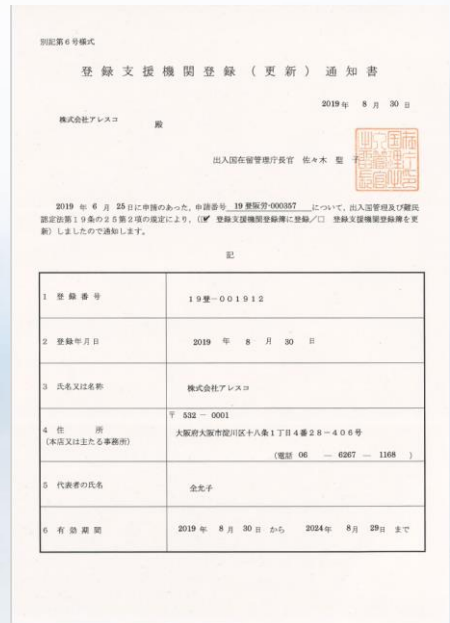 別記第6号様式
登録支援機関登録(更新)通知書
2019年 8 月 30 日
株式会社アレスコ
殿
出入国在留管理庁長官 佐々木 聖 子
2019 年 6 月 25日に申請のあった,申請番号 19登阪労-000357 について,出入国管理及び難民
認定法第19条の25第2項の規定により,(☑ 登録支援機関登録簿に登録/□ 登録支援機関登録簿を更
新)しましたので通知します。
記
1 登録番号
19登-001912
2 登録年月日
2019 年 8 月 30 日
3 氏名又は名称
株式会社アレスコ
4 住所
(本店又は主たる事務所)
〒 532 - 0001
大阪府大阪市淀川区十八条1丁目4番28-406号
(電話 06 - 6267 - 1168 )
5 代表者の氏名
6 有効期間
2019 年 8 月 30 日 から 2024年 8月 29日 まで